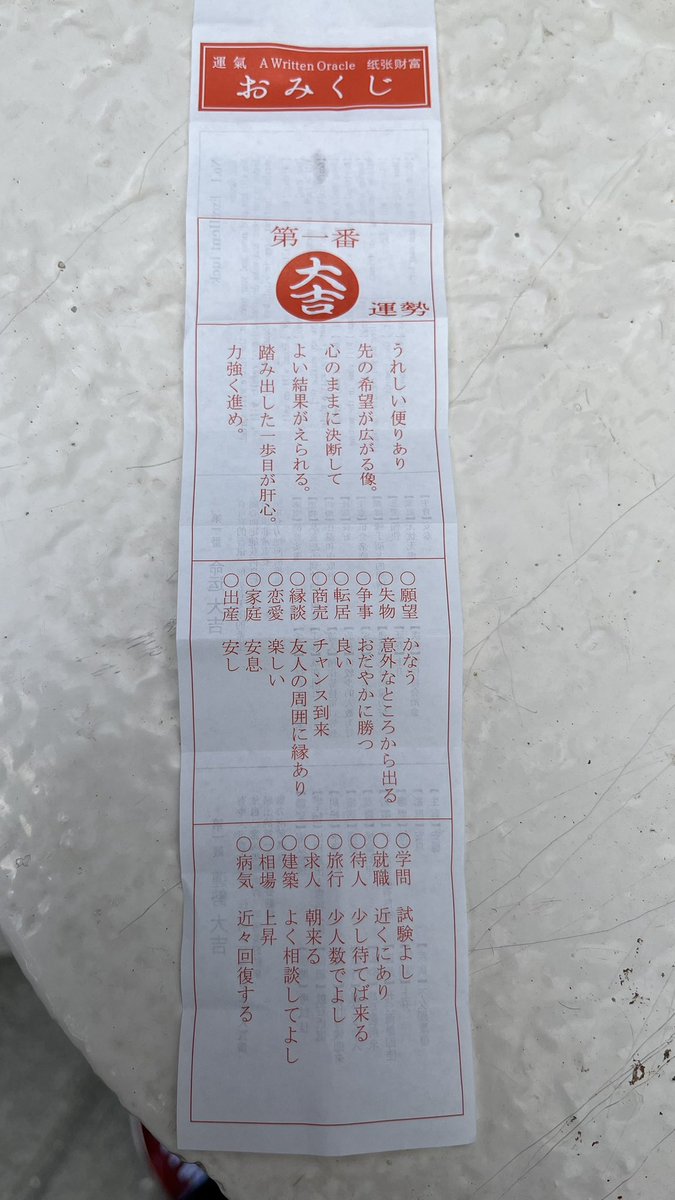 運氣 A Written Oracle 纸张财富
おみくじ
第一番
大吉
運勢
うれしい便りあり
先の希望が広がる像。
心のままに決断して
よい結果がえられる。
踏み出した一歩目が肝心。
力強く進め。
○願望 かなう
○失物 意外なところから出る
○争事 おだやかに勝つ
○転居 良い
○商売 チャンス到来
○縁談 友人の周囲に縁あり
○恋愛 楽しい
○家庭 安息
○出産 安し
○学問 試験よし
○就職 近くにあり
○待人 少し待てば来る
○旅行 少人数でよし
○求人 朝来る
○建築 よく相談してよし
○相場 上昇
○病気 近々回復する